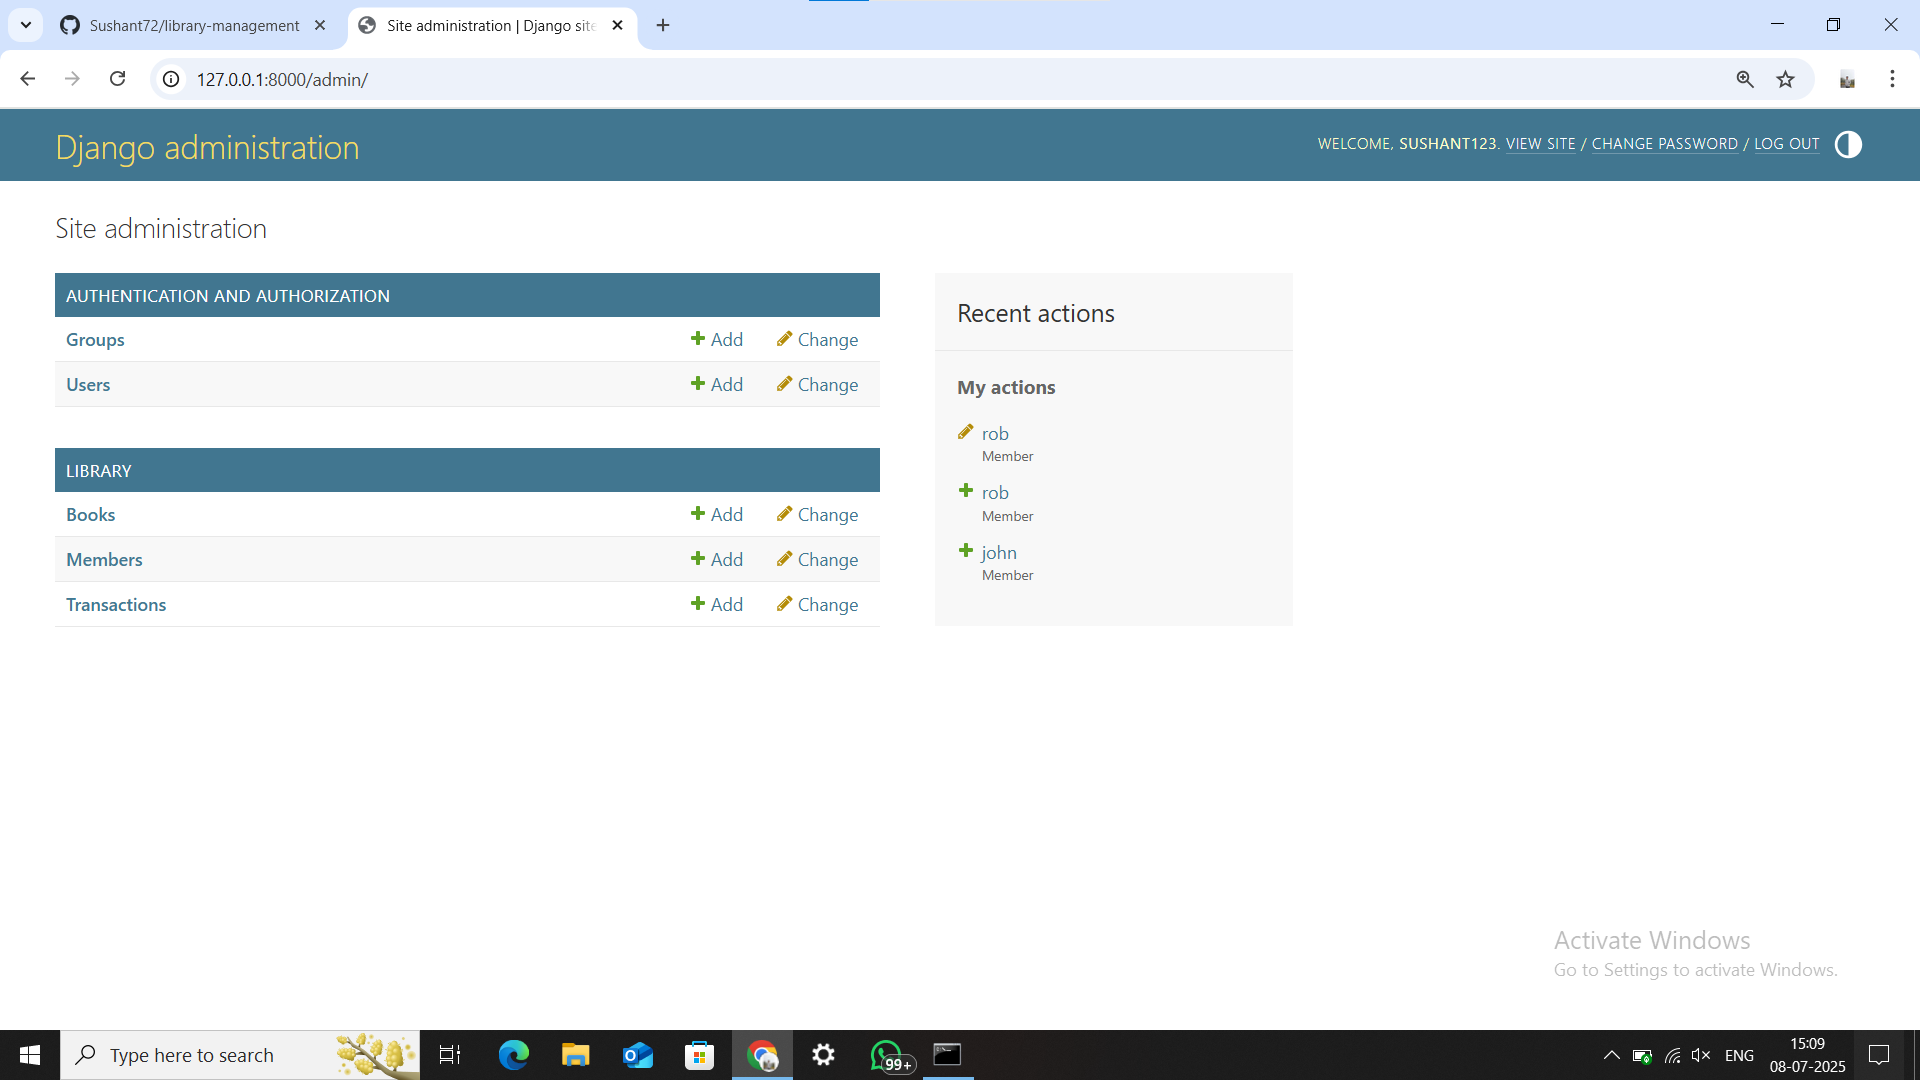 Sushant72/library-management
Site administration | Django site
127.0.0.1:8000/admin/
Django administration
WELCOME, SUSHANT123. VIEW SITE / CHANGE PASSWORD / LOG OUT
Site administration
AUTHENTICATION AND AUTHORIZATION
Groups Add Change
Users Add Change
LIBRARY
Books Add Change
Members Add Change
Transactions Add Change
Recent actions
My actions
rob
Member
rob
Member
john
Member
Activate Windows
Go to Settings to activate Windows.
Type here to search
99+
ENG
15:09
08-07-2025